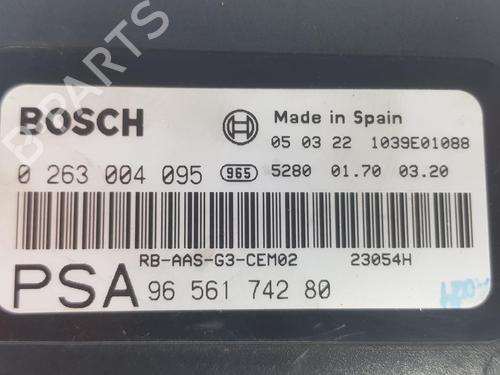 B-PARTS
BOSCH
Made in Spain
05 03 22 1039E01088
0 263 004 095 965 5280 01.70 03.20
RB-AAS-G3-CEM02 23054H
PSA 96 561 742 80